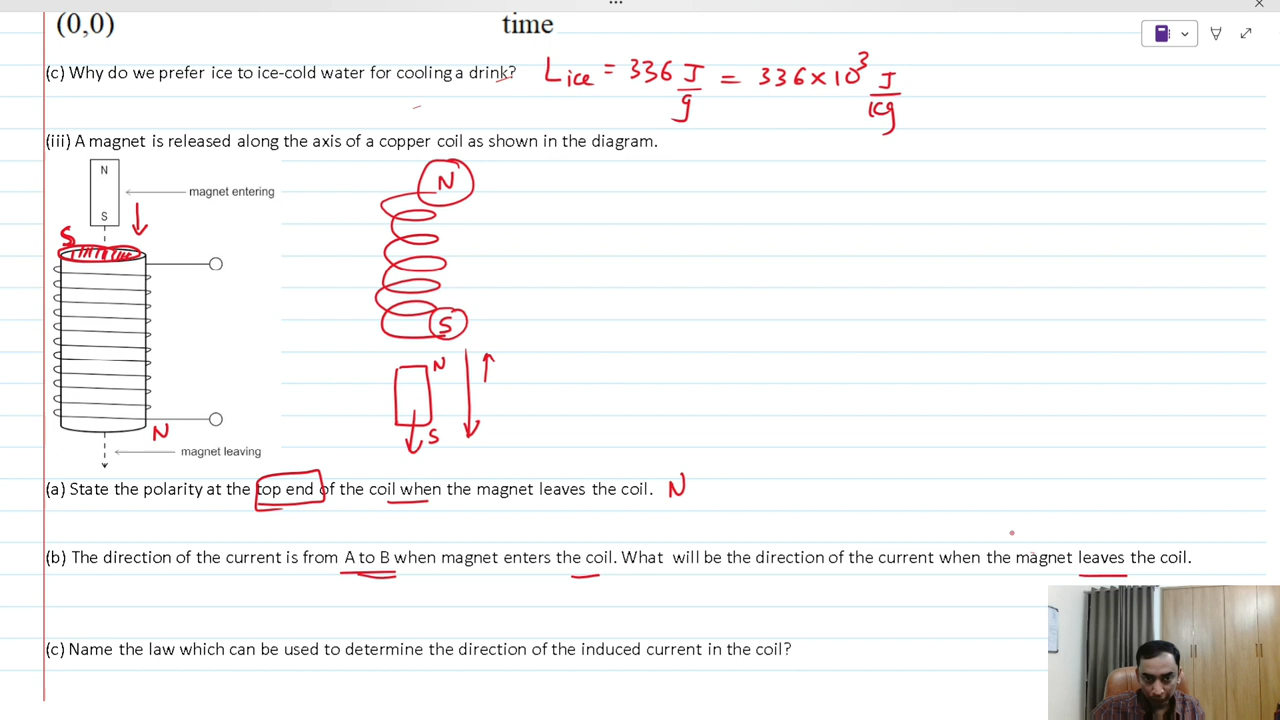 (0,0) time
(c) Why do we prefer ice to ice-cold water for cooling a drink? L ice = 336 J/g = 336 × 10³ J/kg
(iii) A magnet is released along the axis of a copper coil as shown in the diagram.
N
magnet entering
S
S
N
magnet leaving
N
S
N
S
(a) State the polarity at the top end of the coil when the magnet leaves the coil. N
(b) The direction of the current is from A to B when magnet enters the coil. What will be the direction of the current when the magnet leaves the coil.
(c) Name the law which can be used to determine the direction of the induced current in the coil?